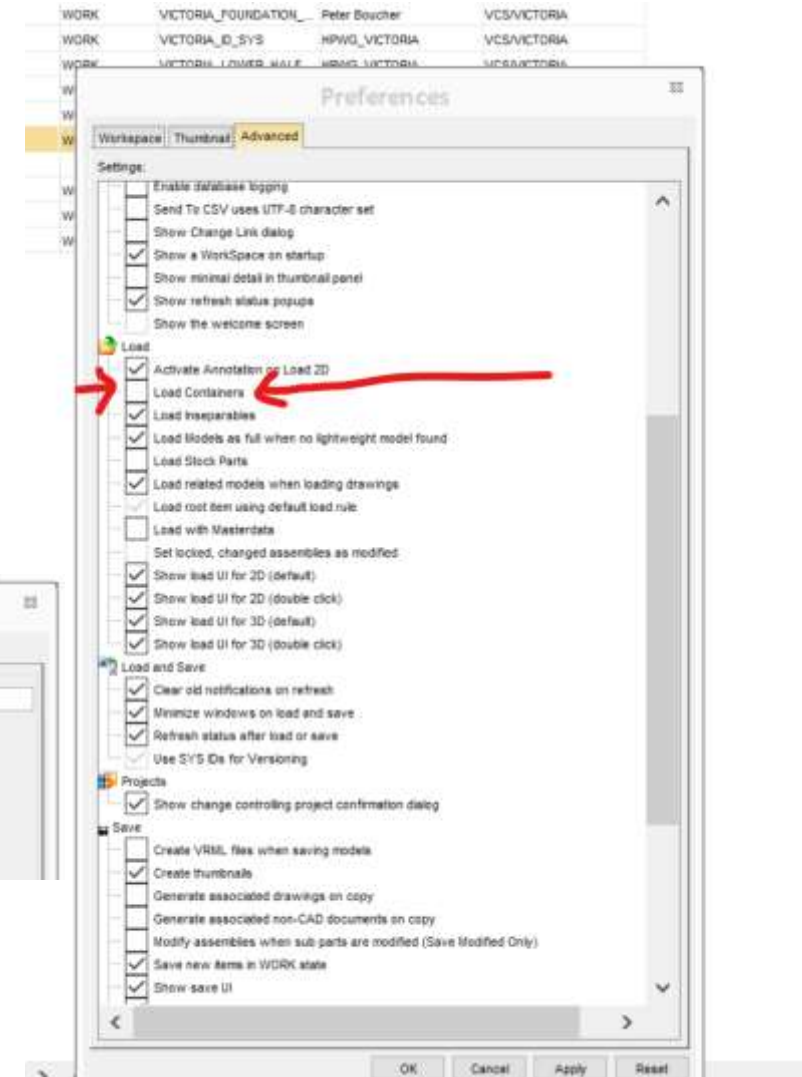 WORK VICTORIA_FOUNDATION_... Peter Boucher VCS/VICTORIA
WORK VICTORIA_ID_SYS HPWG_VICTORIA VCS/VICTORIA
WORK VICTORIA_LOWER_HALF HPWG_VICTORIA VCS/VICTORIA
Preferences
Workspace Thumbnail Advanced
Settings:
Enable database logging
Send To CSV uses UTF-8 character set
Show Change Link dialog
Show a WorkSpace on startup
Show minimal detail in thumbnail panel
Show refresh status popups
Show the welcome screen
Load
Activate Annotation on Load 2D
Load Containers
Load Inseparables
Load Models as full when no lightweight model found
Load Stock Parts
Load related models when loading drawings
Load root item using default load rule
Load with Masterdata
Set locked, changed assemblies as modified
Show load UI for 2D (default)
Show load UI for 2D (double click)
Show load UI for 3D (default)
Show load UI for 3D (double click)
Load and Save
Clear old notifications on refresh
Minimize windows on load and save
Refresh status after load or save
Use SYS IDs for Versioning
Projects
Show change controlling project confirmation dialog
Save
Create VRML files when saving models
Create thumbnails
Generate associated drawings on copy
Generate associated non-CAD documents on copy
Modify assemblies when sub parts are modified (Save Modified Only)
Save new items in WORK state
Show save UI
OK Cancel Apply Reset